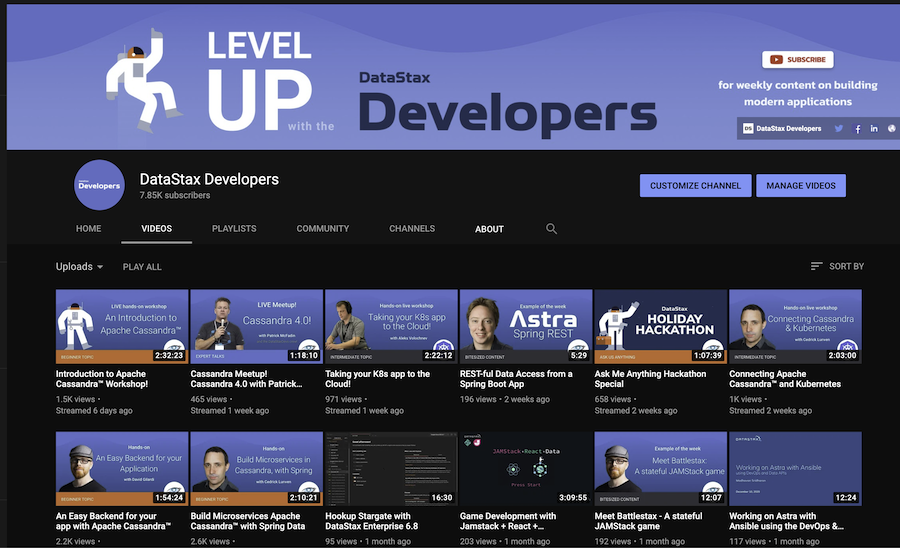 LEVEL
UP
with the
DataStax
Developers
SUBSCRIBE
for weekly content on building
modern applications
DS DataStax Developers
Developers
DataStax Developers
7.85K subscribers
CUSTOMIZE CHANNEL
MANAGE VIDEOS
HOME
VIDEOS
PLAYLISTS
COMMUNITY
CHANNELS
ABOUT
Uploads
PLAY ALL
SORT BY
LIVE hands-on workshop
An Introduction to
Apache Cassandra™
BEGINNER TOPIC
2:32:23
Introduction to Apache
Cassandra™ Workshop!
1.5K views •
Streamed 6 days ago
LIVE Meetup!
Cassandra 4.0!
with Patrick McFadin
EXPERT TALKS
1:18:10
Cassandra Meetup!
Cassandra 4.0 with Patrick...
465 views •
Streamed 1 week ago
Hands-on live workshop
Taking your K8s app
to the Cloud!
with Aleks Volochnev
INTERMEDIATE TOPIC
2:22:12
Taking your K8s app to the
Cloud!
971 views •
Streamed 1 week ago
Example of the week
Astra
Spring REST
BITESIZED CONTENT
5:29
REST-ful Data Access from a
Spring Boot App
196 views • 2 weeks ago
DataStax
HOLIDAY
HACKATHON
ASK US ANYTHING
1:07:39
Ask Me Anything Hackathon
Special
658 views •
Streamed 2 weeks ago
Hands-on live workshop
Connecting Apache Cassandra
& Kubernetes
with Cedrick Lunven
INTERMEDIATE TOPIC
2:03:00
Connecting Apache
Cassandra™ and Kubernetes
1K views •
Streamed 2 weeks ago
Hands-on
An Easy Backend for your
Application
with David Gilardi
BEGINNER TOPIC
1:54:24
An Easy Backend for your
app with Apache Cassandra™
2.2K views •
Hands-on
Build Microservices in
Cassandra, with Spring
with Cedrick Lunven
BEGINNER TOPIC
2:10:21
Build Microservices Apache
Cassandra™ with Spring Data
2.6K views •
16:30
Hookup Stargate with
DataStax Enterprise 6.8
95 views • 1 month ago
JAMStack+React+Data
Press Start
3:09:55
Game Development with
Jamstack + React +...
203 views • 1 month ago
Example of the week
Meet Battlestax:
A stateful JAMStack game
BITESIZED CONTENT
12:07
Meet Battlestax - A stateful
JAMStack game
192 views • 1 month ago
DATASTAX
Working on Astra with Ansible
12:24
Working on Astra with
Ansible using the DevOps &...
117 views • 1 month ago